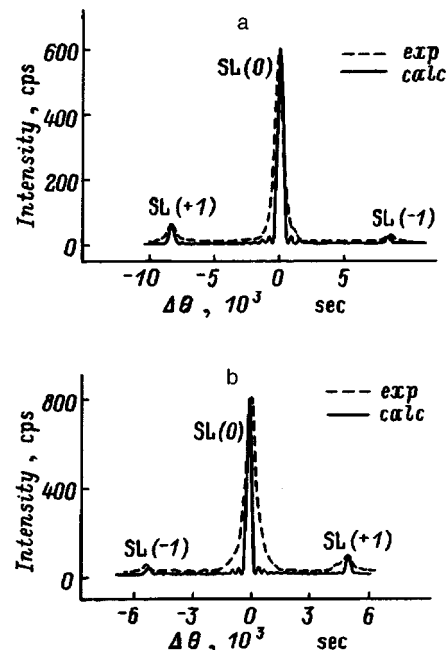 a
600
400
200
0
Intensity, cps
SL(0)
exp
calc
SL(+1)
SL(-1)
-10 -5 0 5
Δθ, 10³ sec
b
800
400
0
Intensity, cps
SL(0)
exp
calc
SL(-1)
SL(+1)
-6 -3 0 3 6
Δθ, 10³ sec